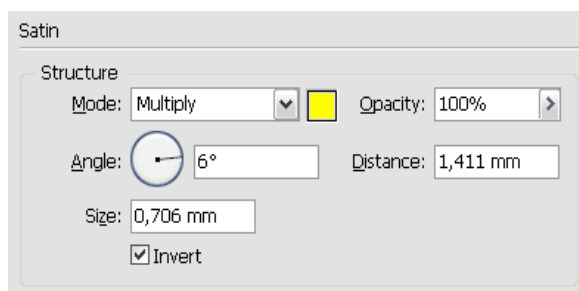 Satin
Structure
Mode: Multiply Opacity: 100%
Angle: 6° Distance: 1,411 mm
Size: 0,706 mm
Invert